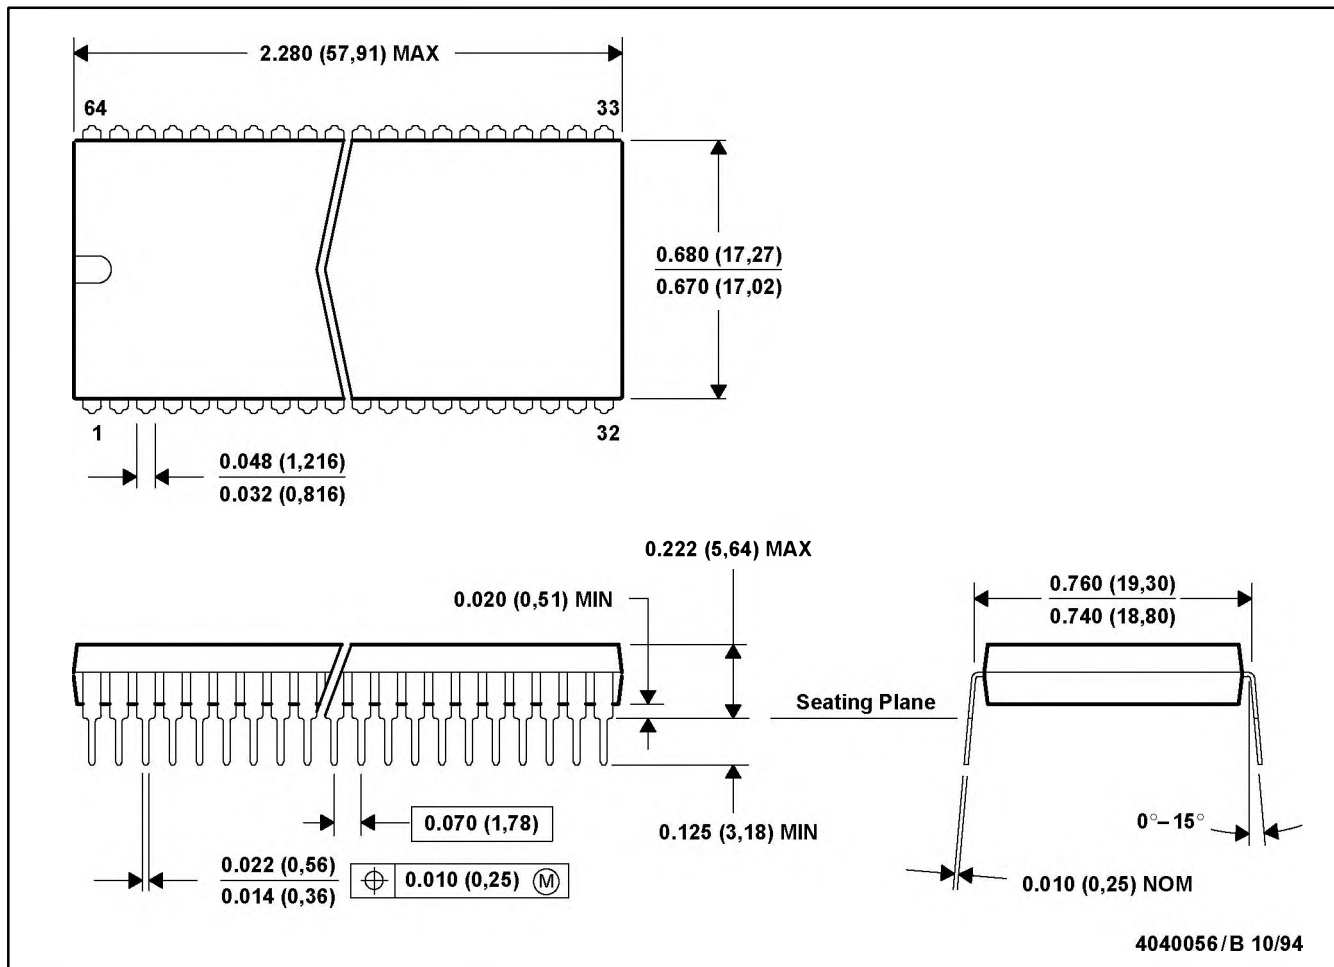 2.280 (57,91) MAX
64
33
0.680 (17,27)
0.670 (17,02)
1
32
0.048 (1,216)
0.032 (0,816)
0.222 (5,64) MAX
0.020 (0,51) MIN
0.760 (19,30)
0.740 (18,80)
Seating Plane
0.070 (1,78)
0.125 (3,18) MIN
0°–15°
0.022 (0,56)
0.014 (0,36)
0.010 (0,25) Ⓜ
0.010 (0,25) NOM
4040056/B 10/94